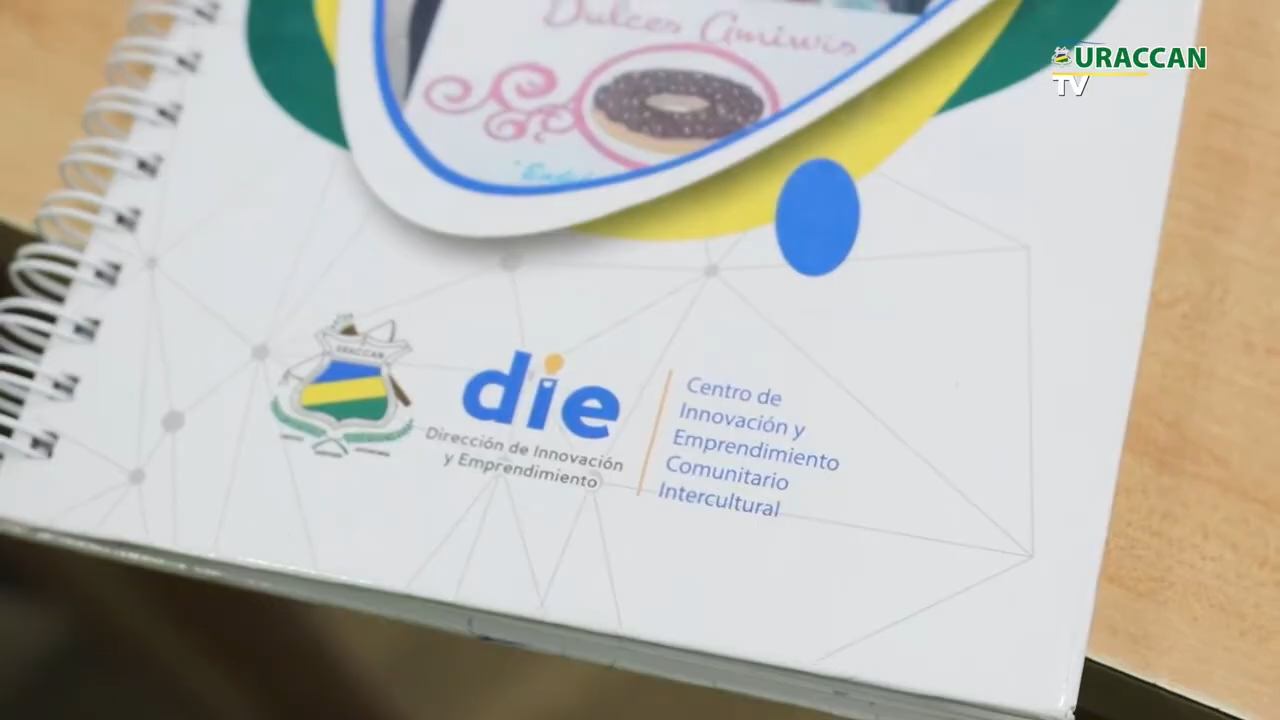 Dulces Amiwis
URACCAN
TV
URACCAN
die
Dirección de Innovación
y Emprendimiento
Centro de
Innovación y
Emprendimiento
Comunitario
Intercultural